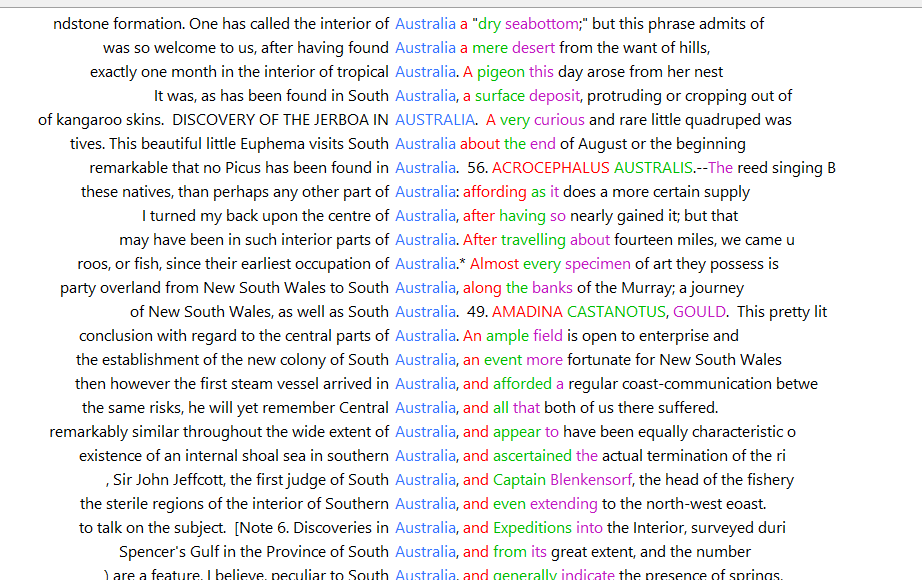 ndstone formation. One has called the interior of Australia a "dry seabottom;" but this phrase admits of
was so welcome to us, after having found Australia a mere desert from the want of hills,
exactly one month in the interior of tropical Australia. A pigeon this day arose from her nest
It was, as has been found in South Australia, a surface deposit, protruding or cropping out of
of kangaroo skins.  DISCOVERY OF THE JERBOA IN AUSTRALIA.  A very curious and rare little quadruped was
tives. This beautiful little Euphema visits South Australia about the end of August or the beginning
remarkable that no Picus has been found in Australia.  56. ACROCEPHALUS AUSTRALIS.--The reed singing B
these natives, than perhaps any other part of Australia: affording as it does a more certain supply
I turned my back upon the centre of Australia, after having so nearly gained it; but that
may have been in such interior parts of Australia. After travelling about fourteen miles, we came u
roos, or fish, since their earliest occupation of Australia.* Almost every specimen of art they possess is
party overland from New South Wales to South Australia, along the banks of the Murray; a journey
of New South Wales, as well as South Australia.  49. AMADINA CASTANOTUS, GOULD.  This pretty lit
conclusion with regard to the central parts of Australia. An ample field is open to enterprise and
the establishment of the new colony of South Australia, an event more fortunate for New South Wales
then however the first steam vessel arrived in Australia, and afforded a regular coast-communication betwe
the same risks, he will yet remember Central Australia, and all that both of us there suffered.
remarkably similar throughout the wide extent of Australia, and appear to have been equally characteristic o
existence of an internal shoal sea in southern Australia, and ascertained the actual termination of the ri
, Sir John Jeffcott, the first judge of South Australia, and Captain Blenkensorf, the head of the fishery
the sterile regions of the interior of Southern Australia, and even extending to the north-west eoast.
to talk on the subject.  [Note 6. Discoveries in Australia, and Expeditions into the Interior, surveyed duri
Spencer's Gulf in the Province of South Australia, and from its great extent, and the number
) are a feature, I believe, peculiar to South Australia, and generally indicate the presence of springs.